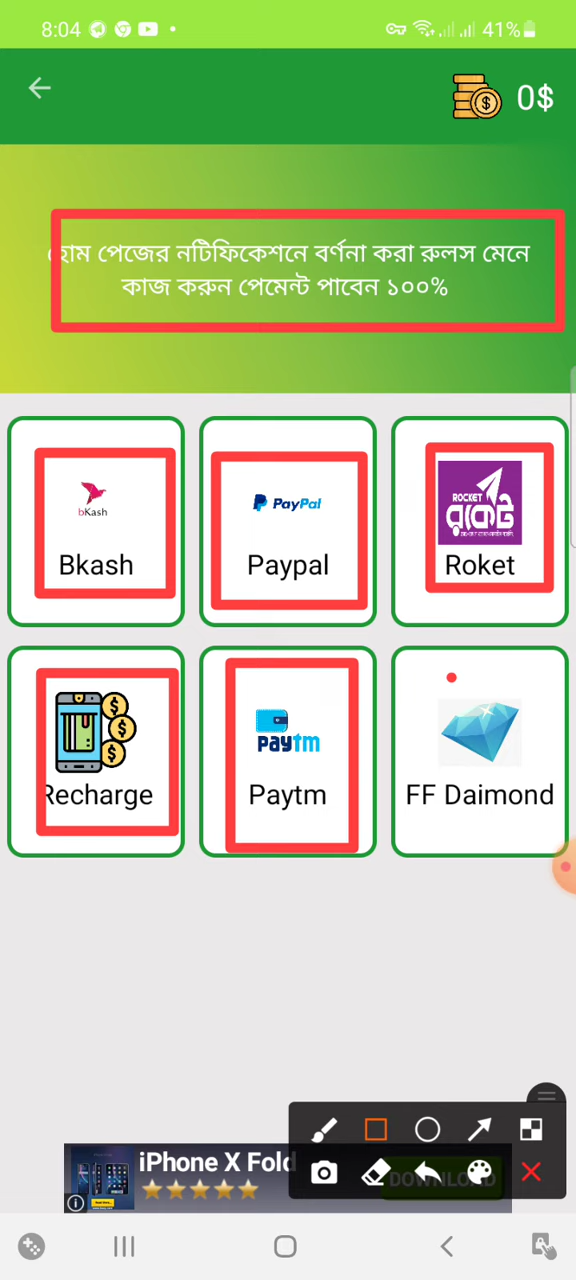 8:04
41%
0$
হোম পেজের নটিফিকেশনে বর্ণনা করা রুলস মেনে
কাজ করুন পেমেন্ট পাবেন ১০০%
bKash
PayPal
ROCKET
রকেট
Bkash
Paypal
Roket
Paytm
Recharge
Paytm
FF Daimond
iPhone X Fold
DOWNLOAD